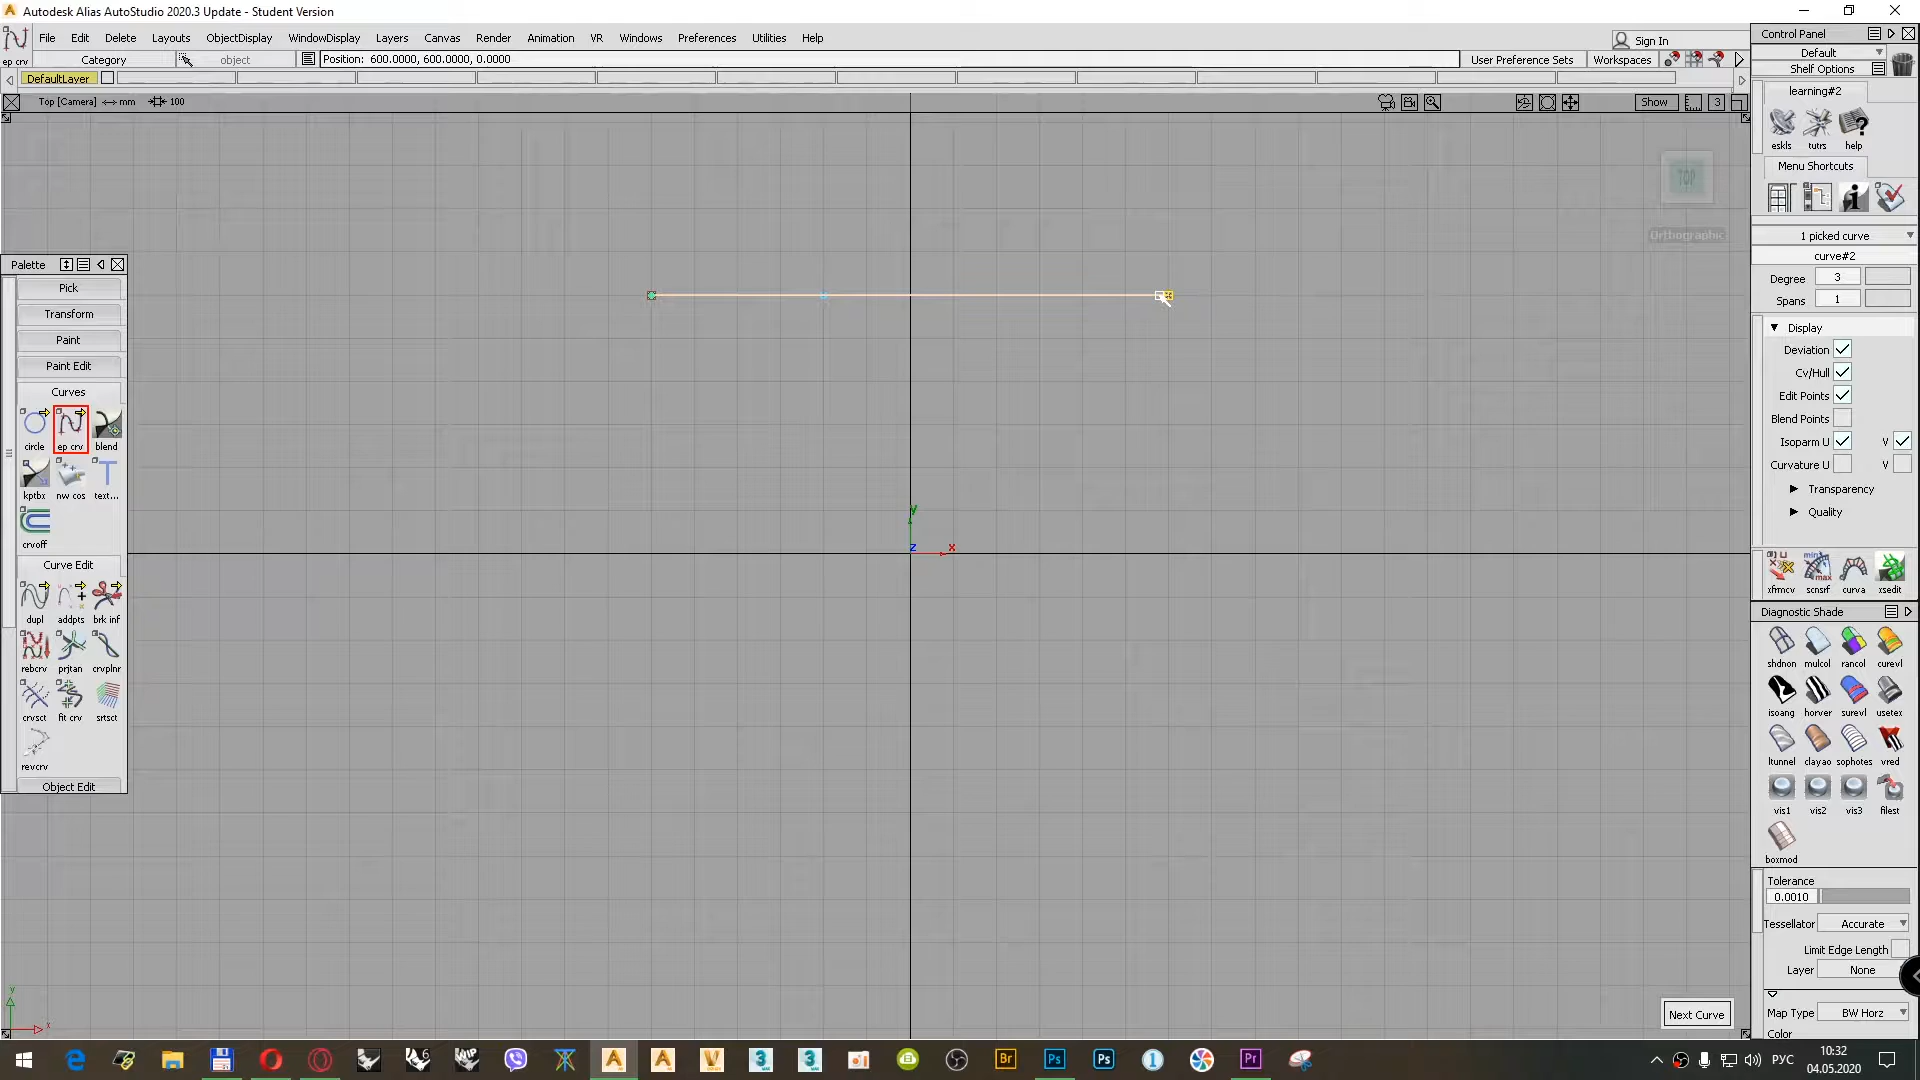 Autodesk Alias AutoStudio 2020.3 Update - Student Version
File Edit Delete Layouts ObjectDisplay WindowDisplay Layers Canvas Render Animation VR Windows Preferences Utilities Help
Sign In
ep crv
Category
object
Position: 600.0000, 600.0000, 0.0000
User Preference Sets
Workspaces
DefaultLayer
Top [Camera] mm 100
Show
3
TOP
Orthographic
Palette
Pick
Transform
Paint
Paint Edit
Curves
circle ep crv blend
kptbx nw cos text...
crvoff
Curve Edit
dupl addpts brk inf
rebcrv prjtan crvplnr
crvsct fit crv srtsct
revcrv
Object Edit
y
z x
y
x
Next Curve
Control Panel
Default
Shelf Options
learning#2
eskls tutrs help
Menu Shortcuts
1 picked curve
curve#2
Degree 3
Spans 1
Display
Deviation
Cv/Hull
Edit Points
Blend Points
Isoparm U V
Curvature U V
Transparency
Quality
xfrmcv scnsrf curva xsedit
Diagnostic Shade
shdnon mulcol rancol curevl
isoang horver surevl usetex
ltunnel clayao sophotes vred
vis1 vis2 vis3 filest
boxmod
Tolerance
0.0010
Tessellator Accurate
Limit Edge Length
Layer None
Map Type BW Horz
Color
РУС
10:32
04.05.2020